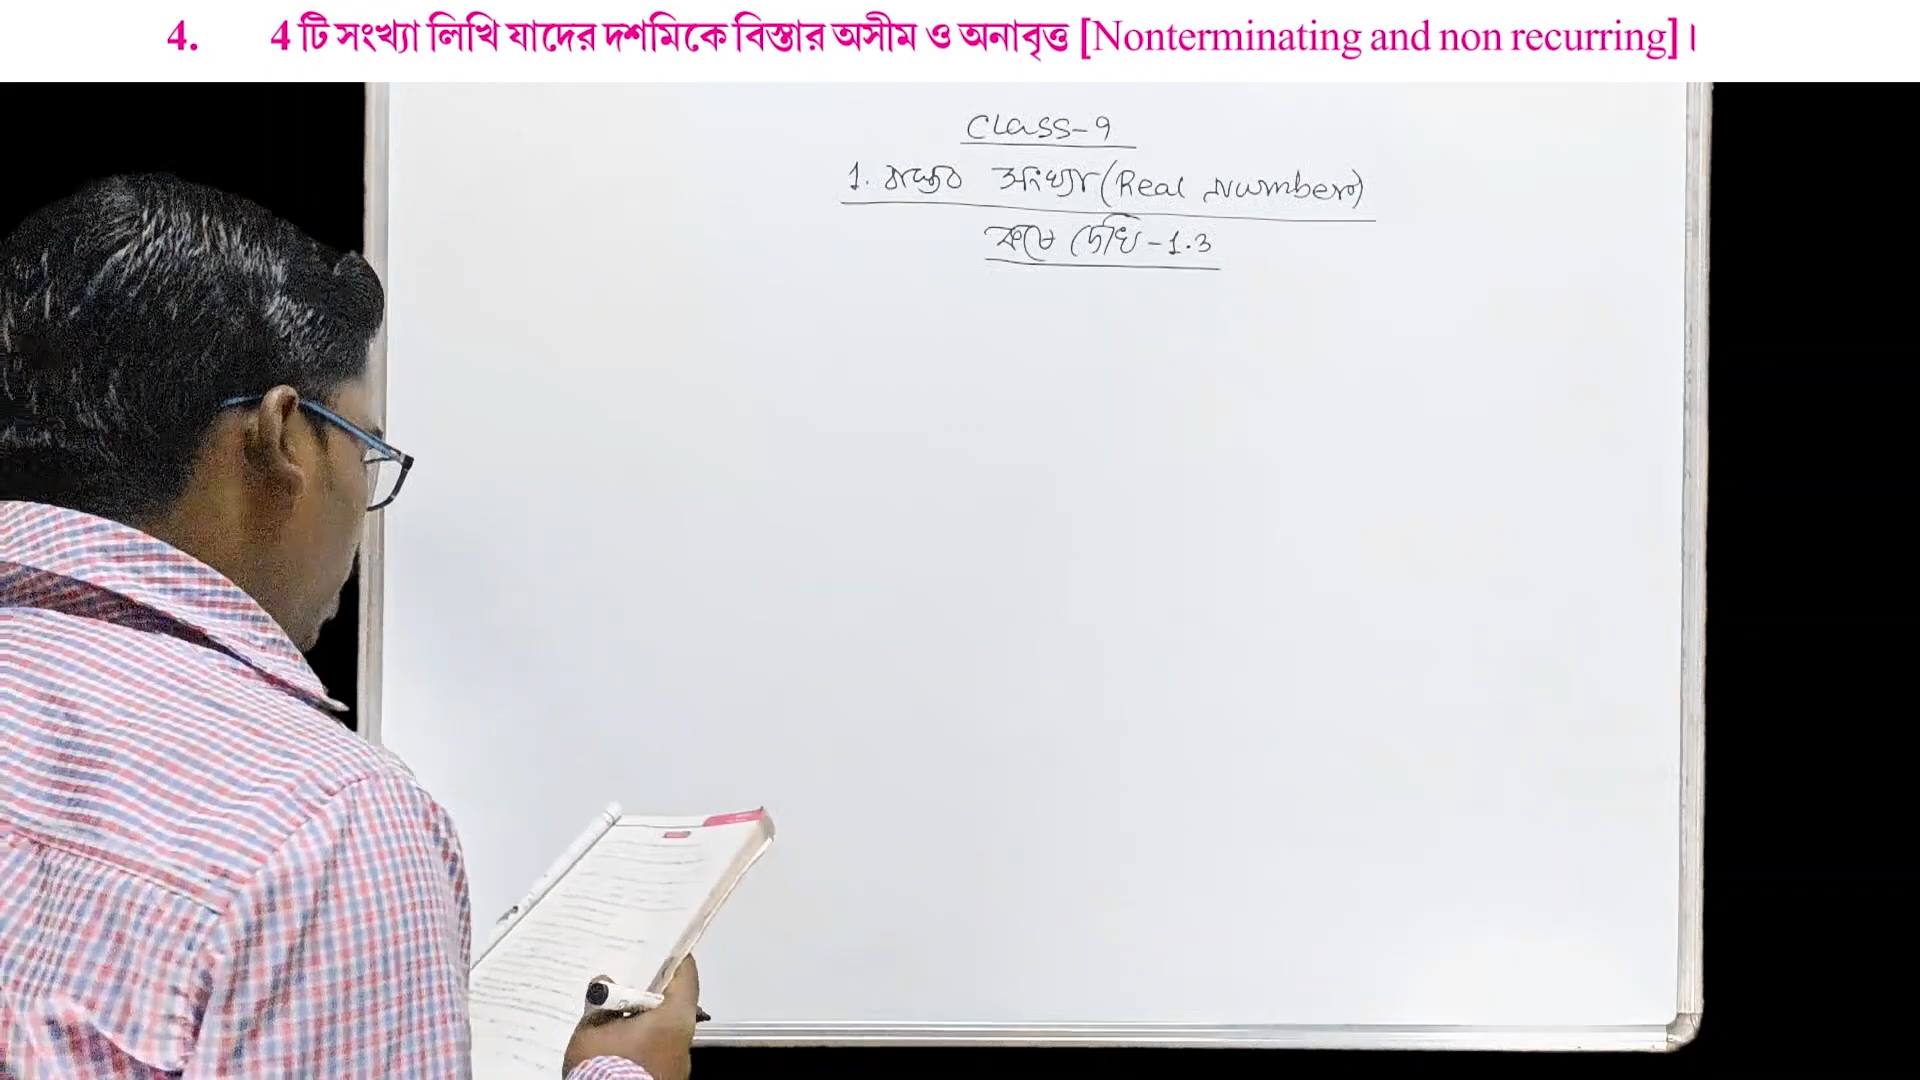 4. 4 টি সংখ্যা লিখি যাদের দশমিকে বিস্তার অসীম ও অনাবৃত্ত [Nonterminating and non recurring]।
Class-9
1. বাস্তব সংখ্যা (Real Number)
কষে দেখি-1.3